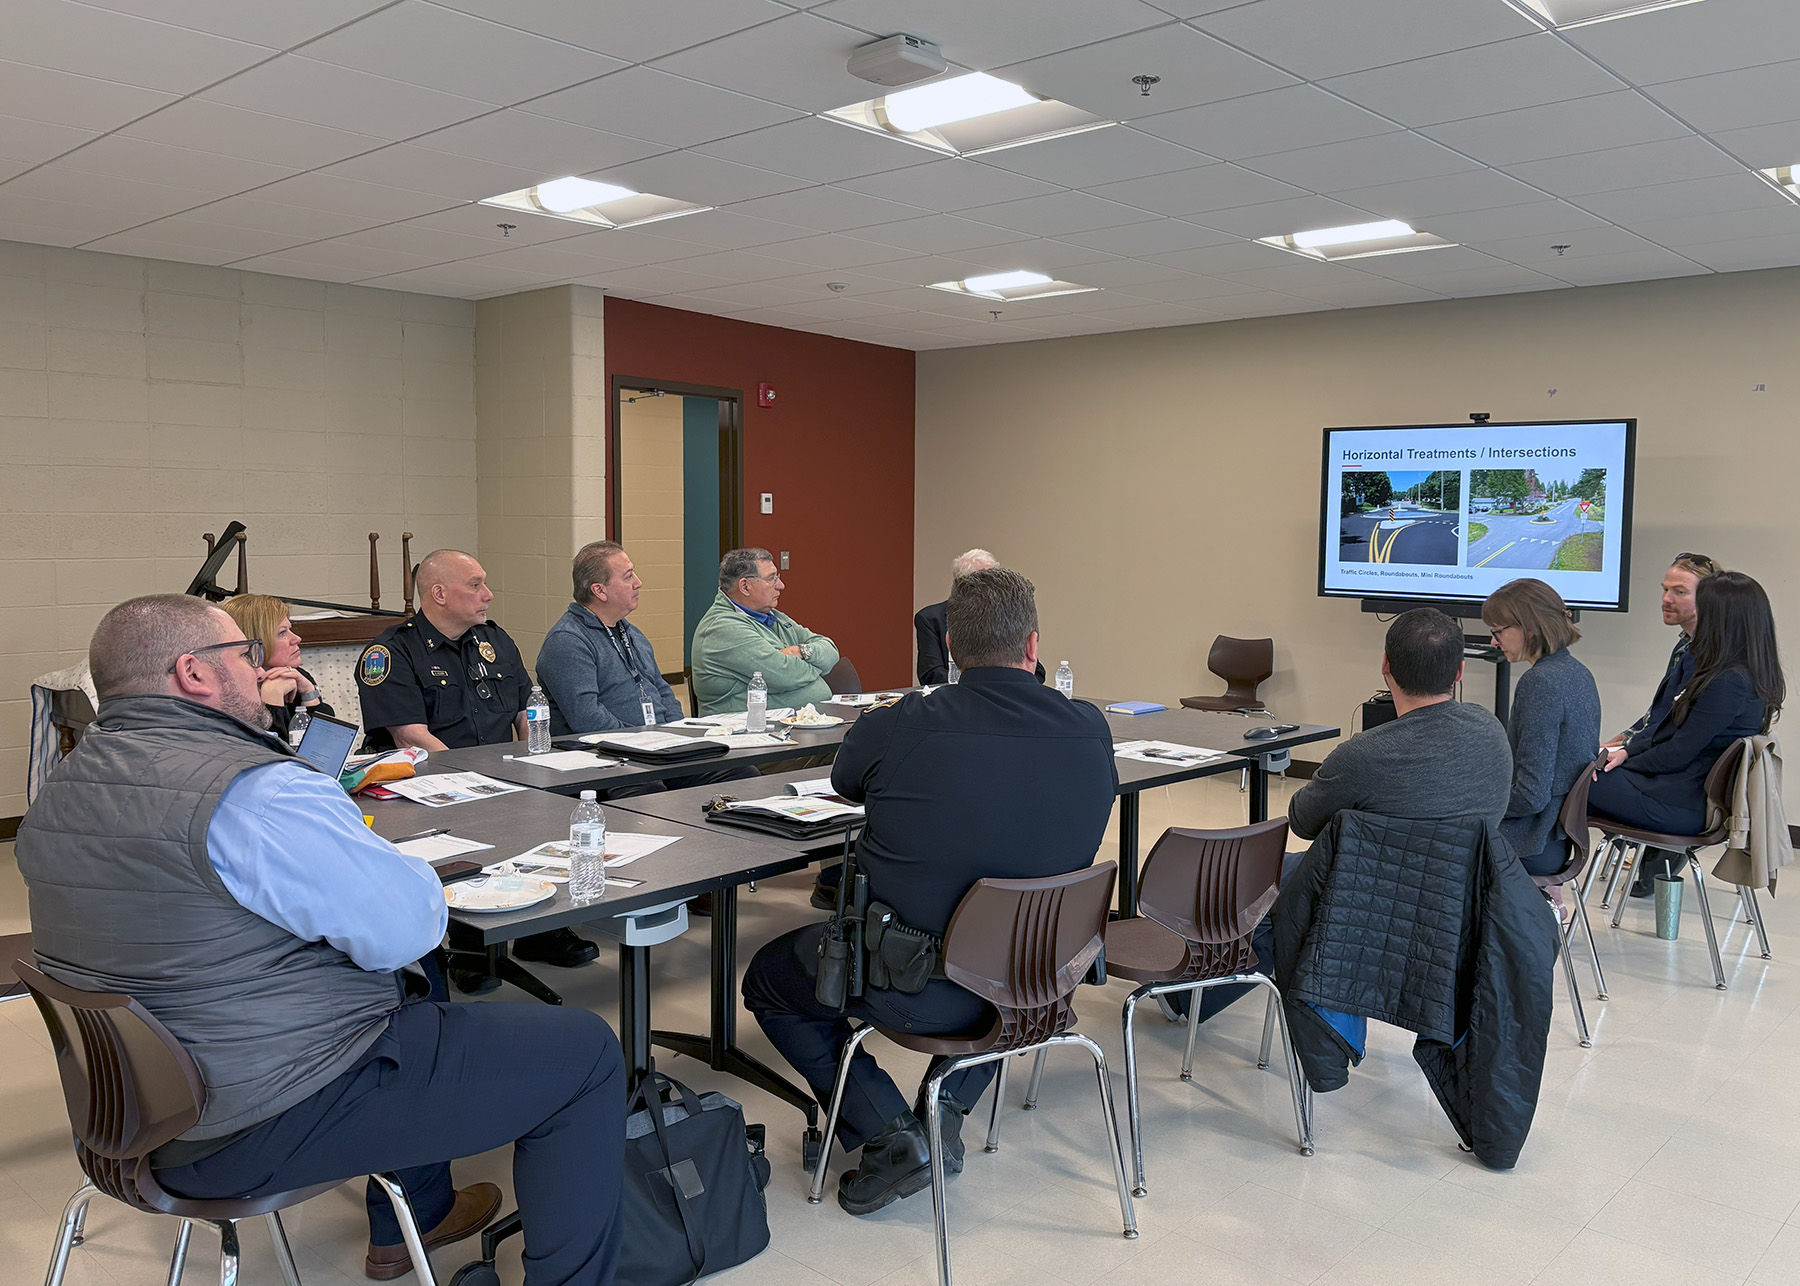 Horizontal Treatments / Intersections
Traffic Circles, Roundabouts, Mini Roundabouts